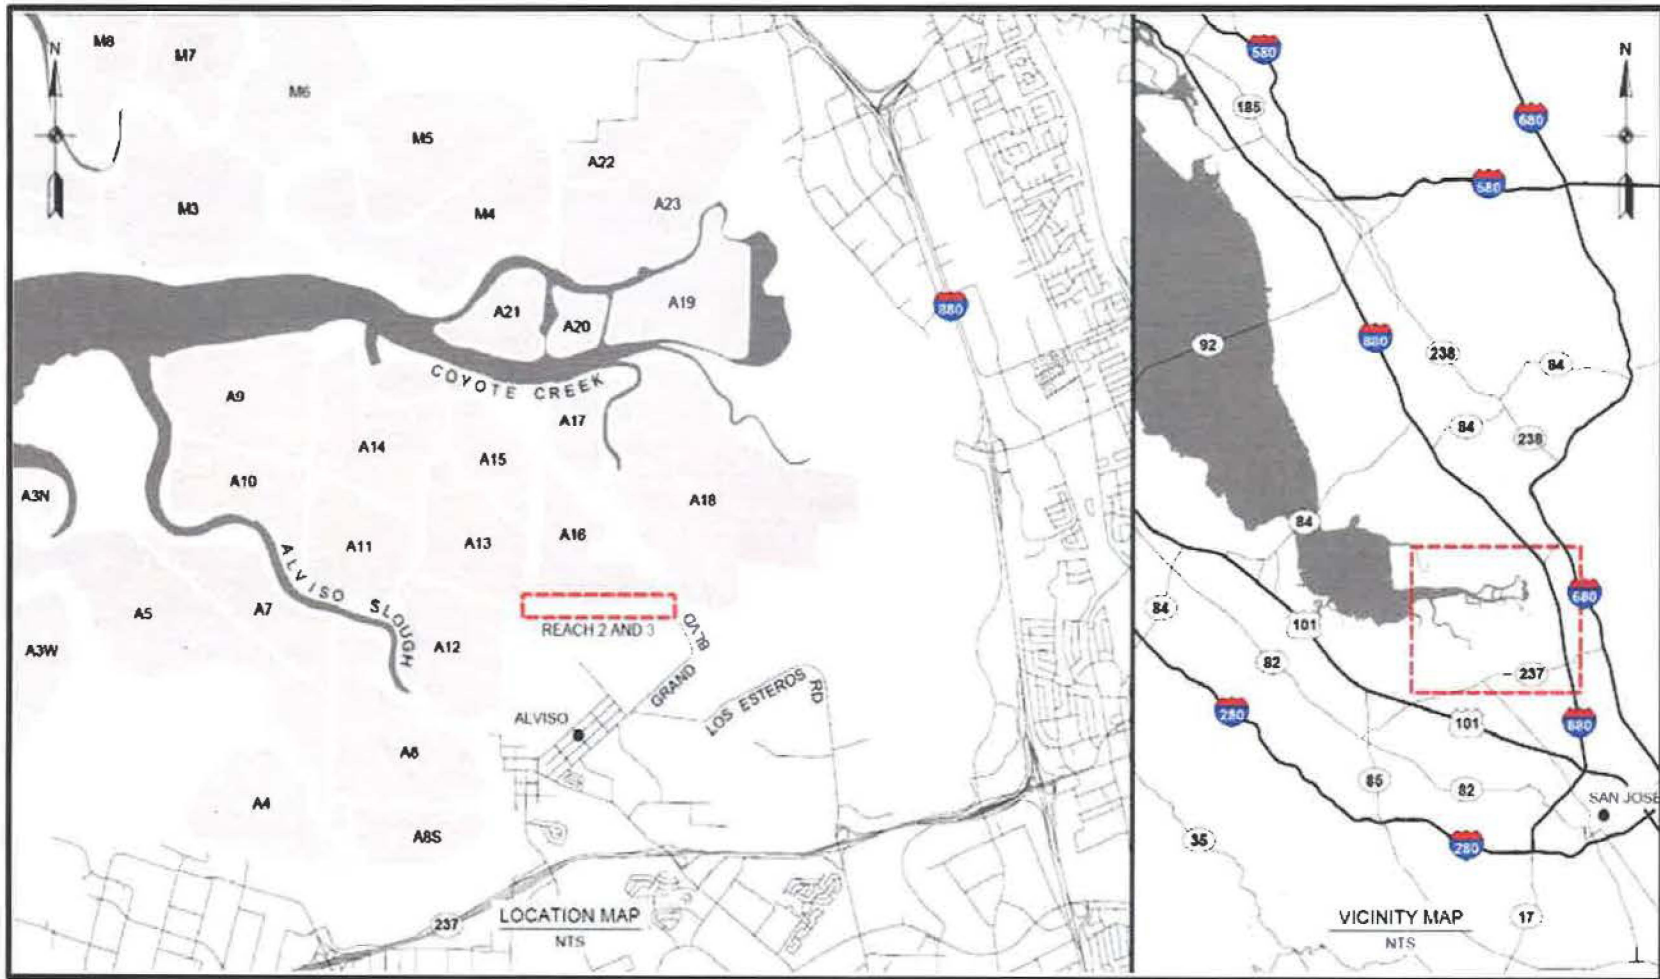 M8
M7
N
M6
M5
A22
M3
M4
A23
A21
A20
A19
880
COYOTE CREEK
A9
A14
A17
A15
A10
A3N
A18
A11
A13
A16
ALVISO SLOUGH
A5
A7
REACH 2 AND 3
A12
A3W
GRAND BLVD
LOS ESTEROS RD
ALVISO
A8
A4
A8S
237
LOCATION MAP
NTS
580
N
185
680
580
92
880
238
84
84
238
84
84
101
680
82
237
280
101
880
85
82
SAN JOSE
35
280
17
VICINITY MAP
NTS